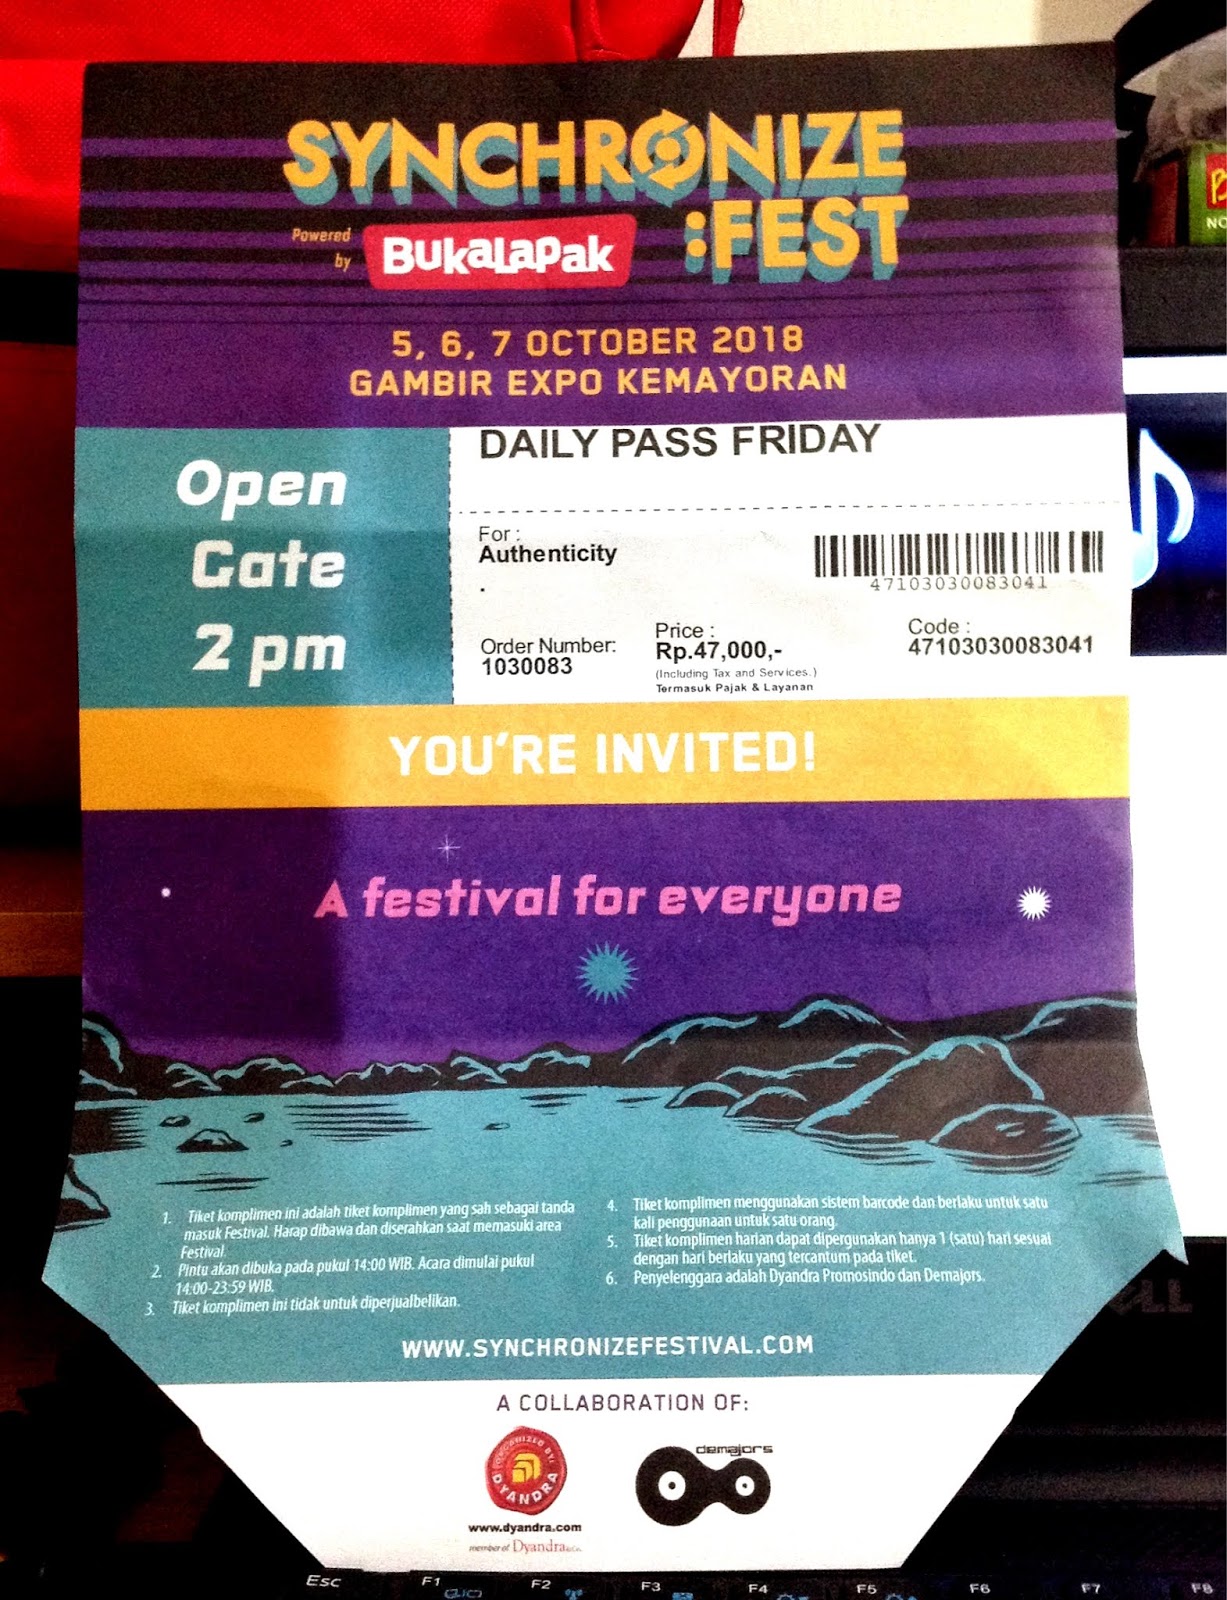 SYNCHRONIZE
:FEST
Powered
by
BUKALAPAK
5, 6, 7 OCTOBER 2018
GAMBIR EXPO KEMAYORAN
Open
Gate
2 pm
DAILY PASS FRIDAY
For :
Authenticity
.
47103030083041
Order Number:
1030083
Price :
Rp.47,000,-
(Including Tax and Services.)
Termasuk Pajak & Layanan
Code :
47103030083041
YOU'RE INVITED!
A festival for everyone
1. Tiket komplimen ini adalah tiket komplimen yang sah sebagai tanda
masuk Festival. Harap dibawa dan diserahkan saat memasuki area
Festival.
2. Pintu akan dibuka pada pukul 14:00 WIB. Acara dimulai pukul
14:00-23:59 WIB.
3. Tiket komplimen ini tidak untuk diperjualbelikan.
4. Tiket komplimen menggunakan sistem barcode dan berlaku untuk satu
kali penggunaan untuk satu orang.
5. Tiket komplimen harian dapat dipergunakan hanya 1 (satu) hari sesuai
dengan hari berlaku yang tercantum pada tiket.
6. Penyelenggara adalah Dyandra Promosindo dan Demajors.
WWW.SYNCHRONIZEFESTIVAL.COM
A COLLABORATION OF:
ORGANIZED BY:
DYANDRA
demajors
www.dyandra.com
member of Dyandra&Co.
Esc F1 F2 F3 F4 F5 F6 F7 F8